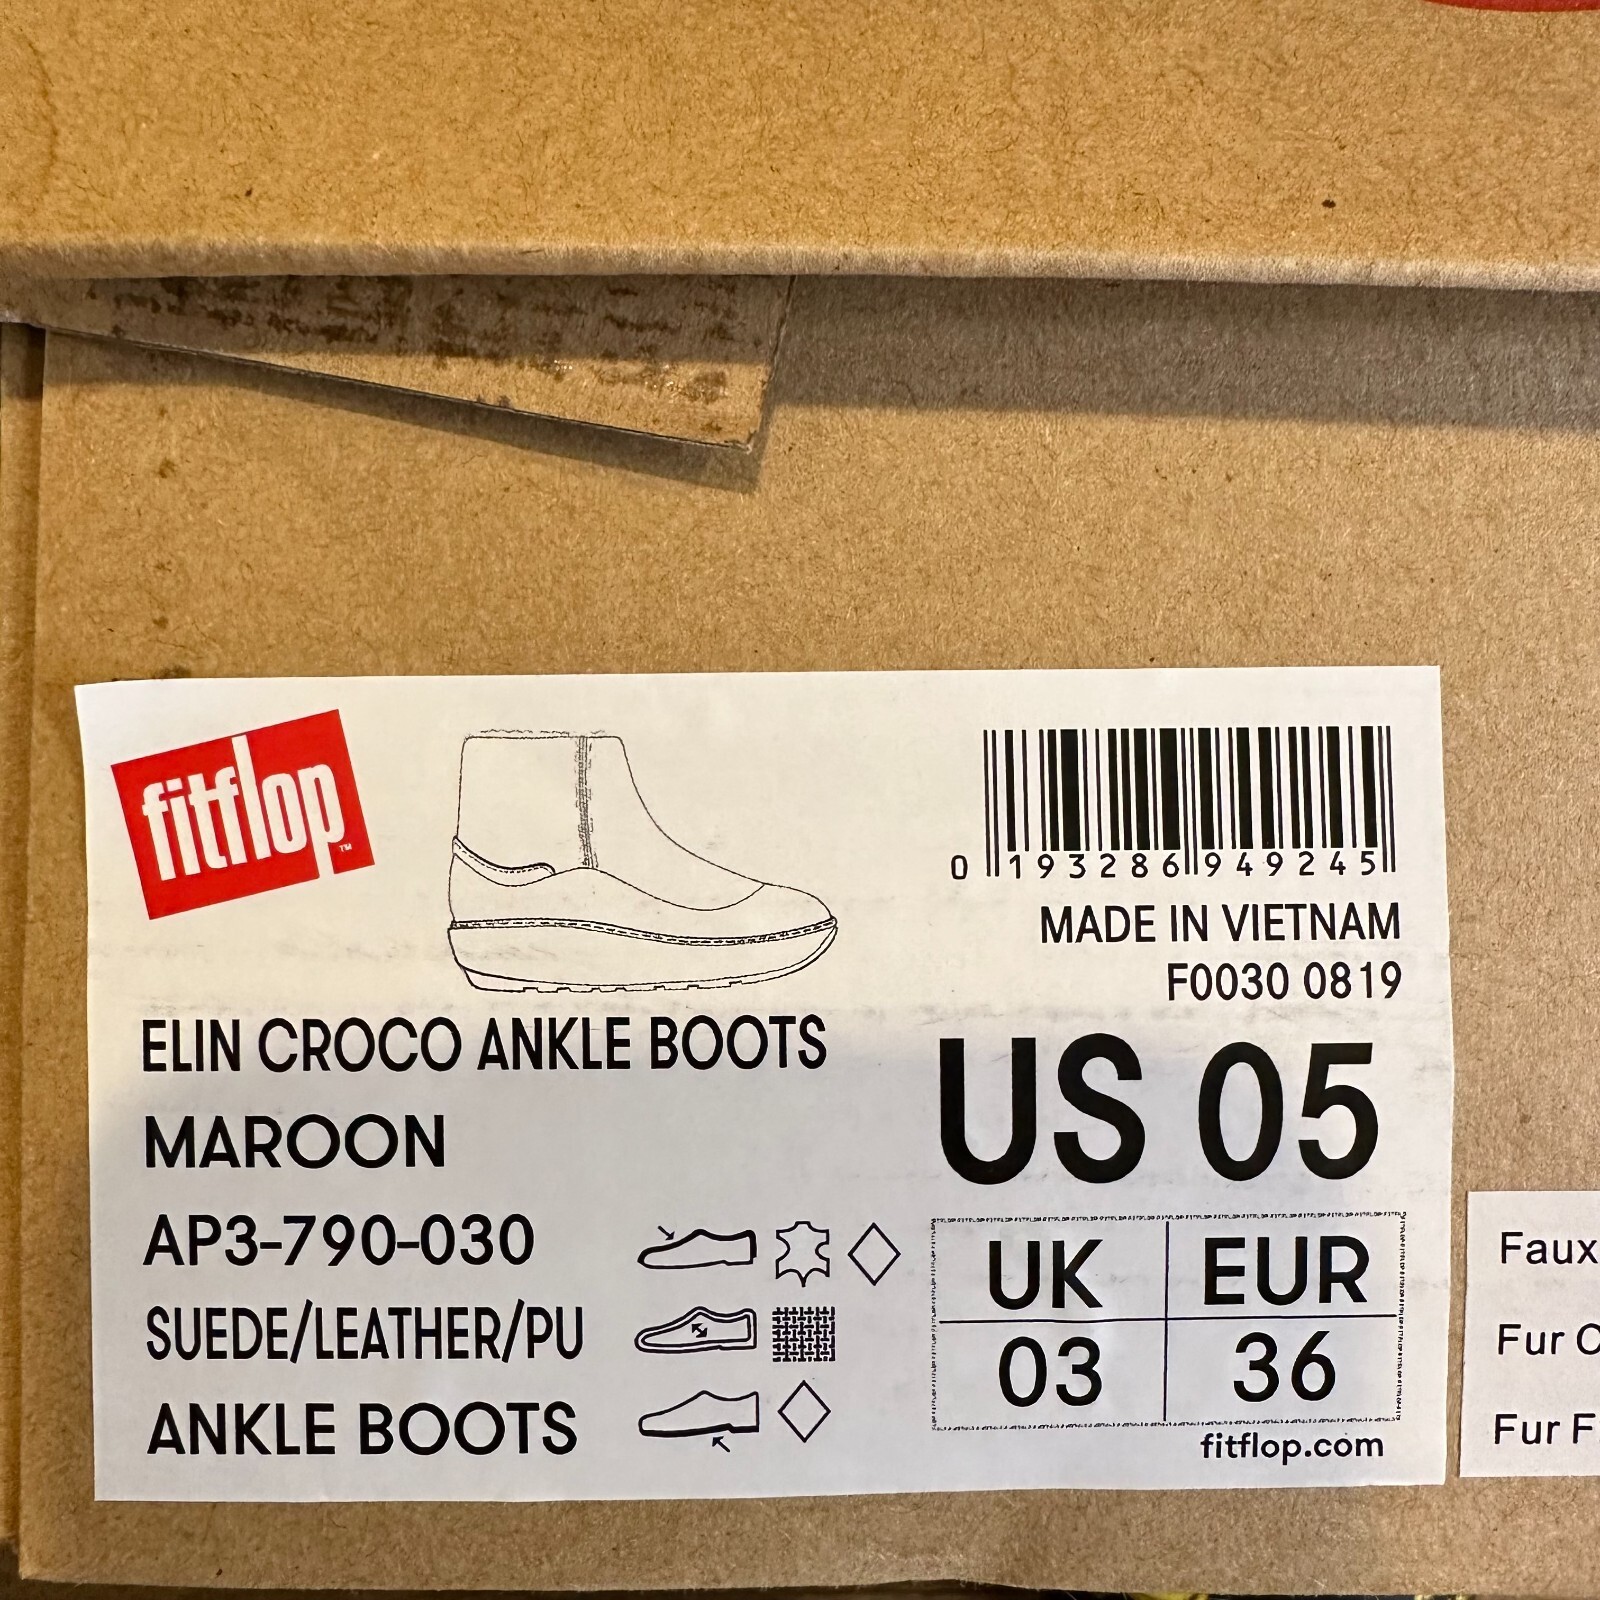 fitflop™
0 193286 949245
MADE IN VIETNAM
F0030 0819
ELIN CROCO ANKLE BOOTS
MAROON
AP3-790-030
SUEDE/LEATHER/PU
ANKLE BOOTS
US 05
UK EUR
03 36
fitflop.com
Faux
Fur
Fur